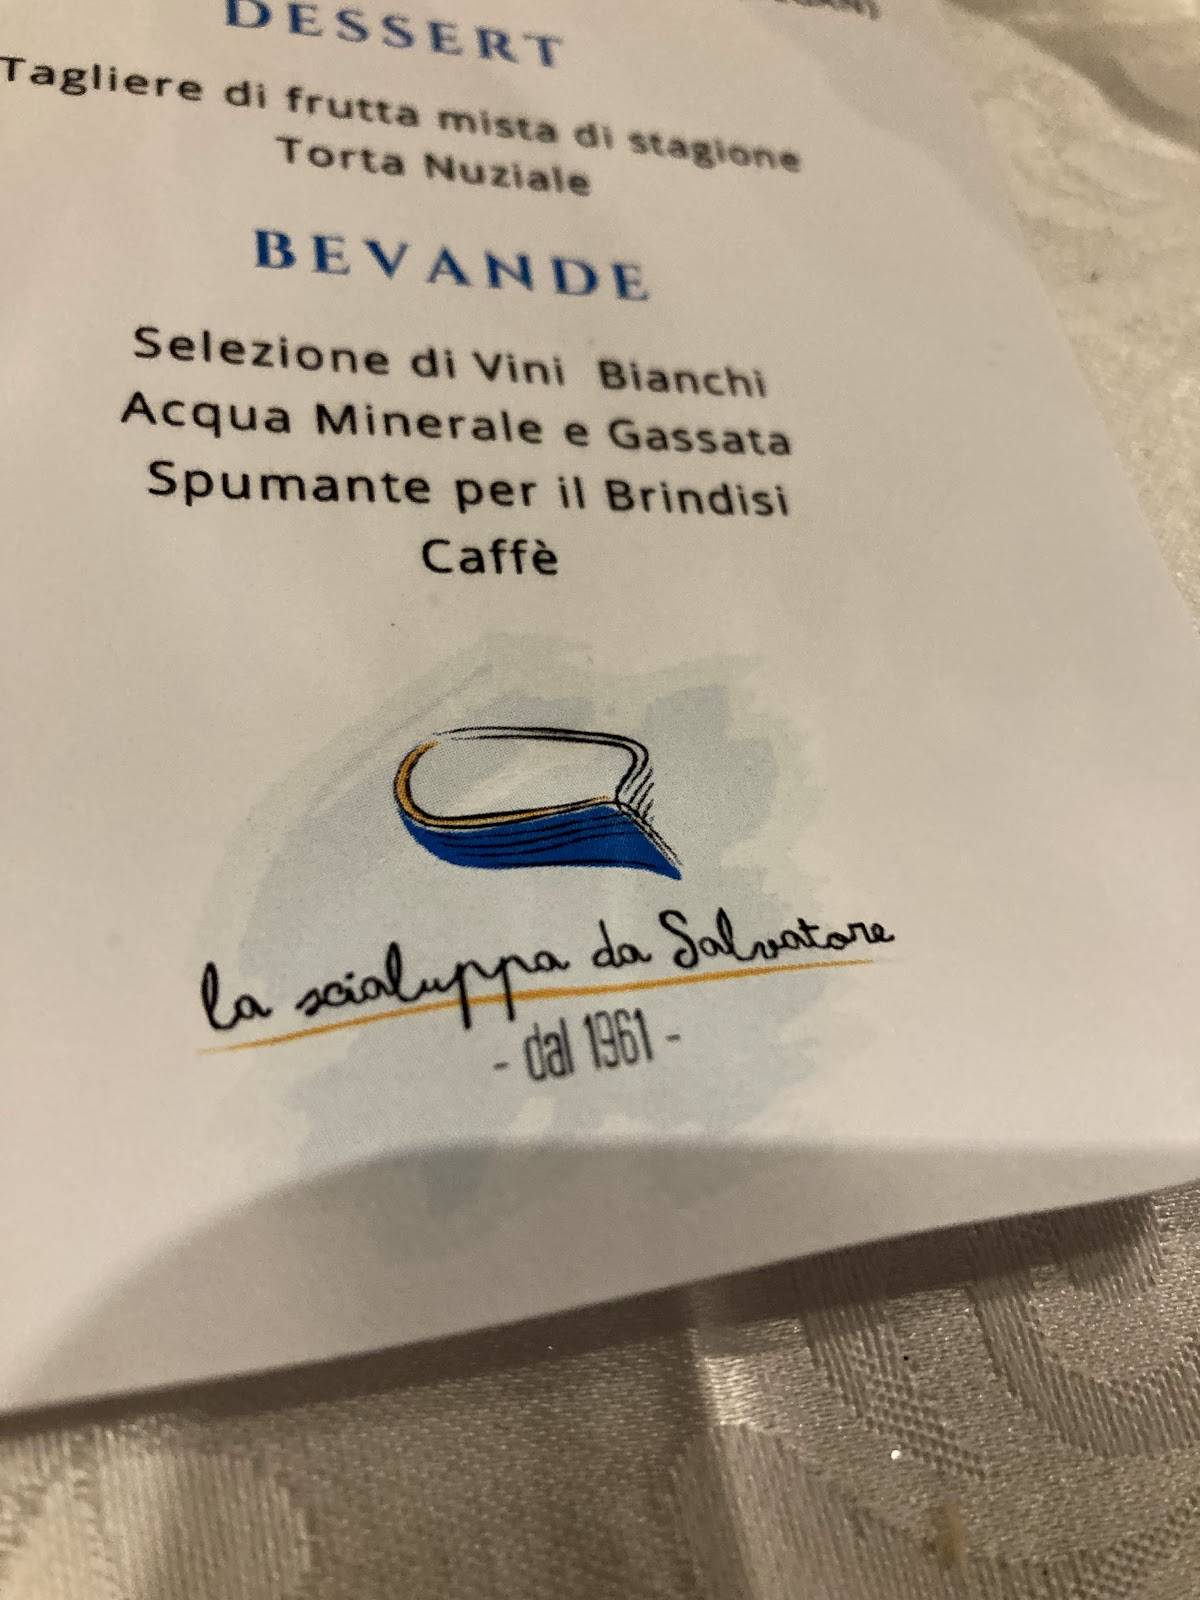 DESSERT
Tagliere di frutta mista di stagione
Torta Nuziale
BEVANDE
Selezione di Vini Bianchi
Acqua Minerale e Gassata
Spumante per il Brindisi
Caffè
la scialuppa da Salvatore
- dal 1961 -